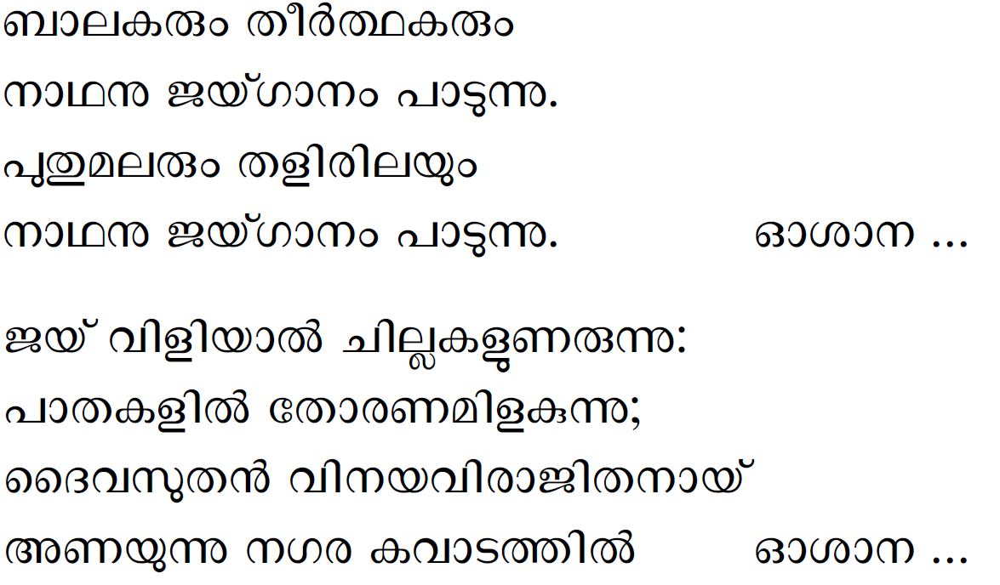 ബാലകരും തീർത്ഥകരും
നാഥനു ജയ്ഗാനം പാടുന്നു.
പുതുമലരും തളിരിലയും
നാഥനു ജയ്ഗാനം പാടുന്നു. ഓശാന ...
ജയ് വിളിയാൽ ചില്ലകളുണരുന്നു:
പാതകളിൽ തോരണമിളകുന്നു;
ദൈവസുതൻ വിനയവിരാജിതനായ്
അണയുന്നു നഗര കവാടത്തിൽ ഓശാന ...